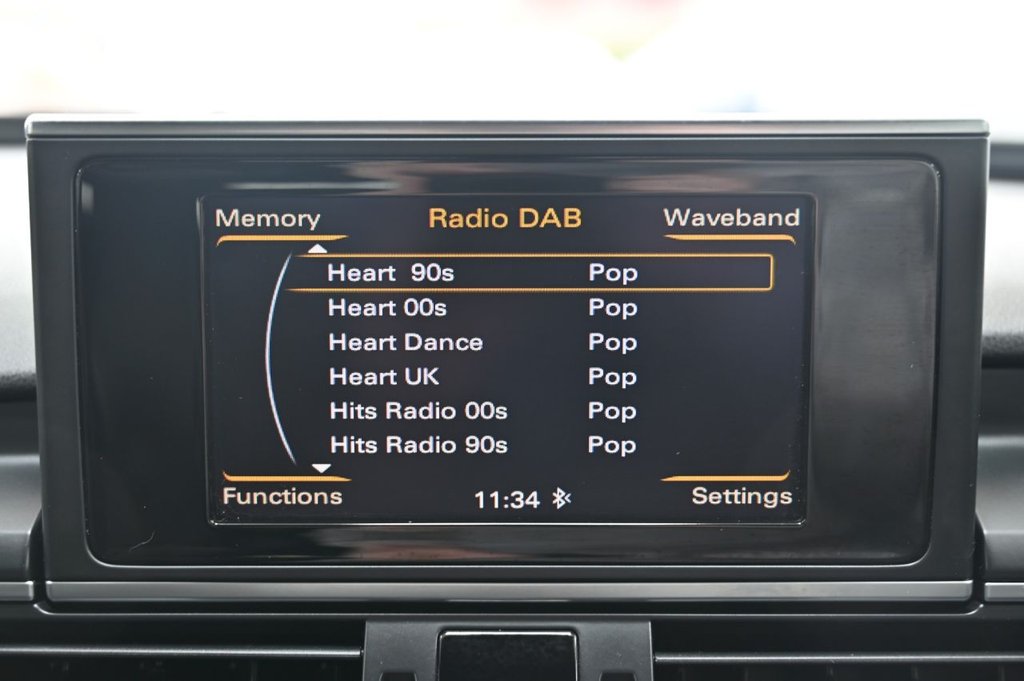 Memory Radio DAB Waveband
Heart 90s Pop
Heart 00s Pop
Heart Dance Pop
Heart UK Pop
Hits Radio 00s Pop
Hits Radio 90s Pop
Functions 11:34 Settings